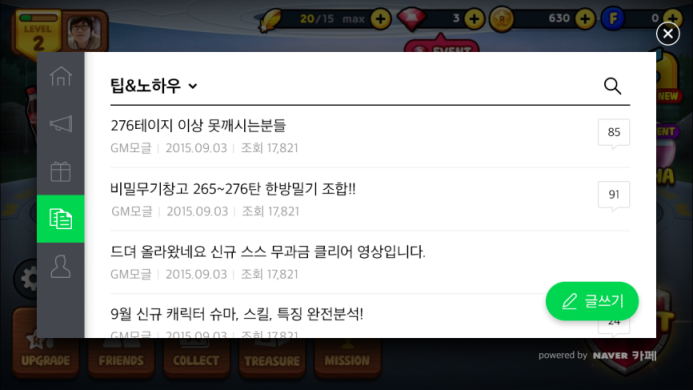 LEVEL
2
20/15 max
3
630
0
EVENT
팁&노하우
276테이지 이상 못깨시는분들
85
GM모글 | 2015.09.03 | 조회 17,821
비밀무기창고 265~276탄 한방밀기 조합!!
91
GM모글 | 2015.09.03 | 조회 17,821
드뎌 올라왔네요 신규 스스 무과금 클리어 영상입니다.
GM모글 | 2015.09.03 | 조회 17,821
글쓰기
9월 신규 캐릭터 슈마, 스킬, 특징 완전분석!
24
GM모글 | 2015.09.03 | 조회 17,821
NEW
UPGRADE
FRIENDS
COLLECT
TREASURE
MISSION
powered by NAVER 카페